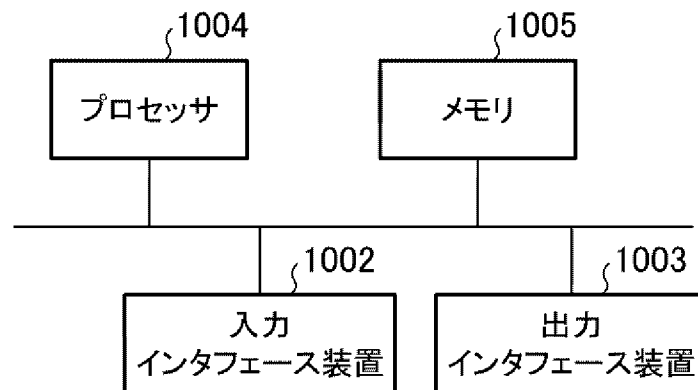 1004
1005
プロセッサ
メモリ
1002
1003
入力
インタフェース装置
出力
インタフェース装置